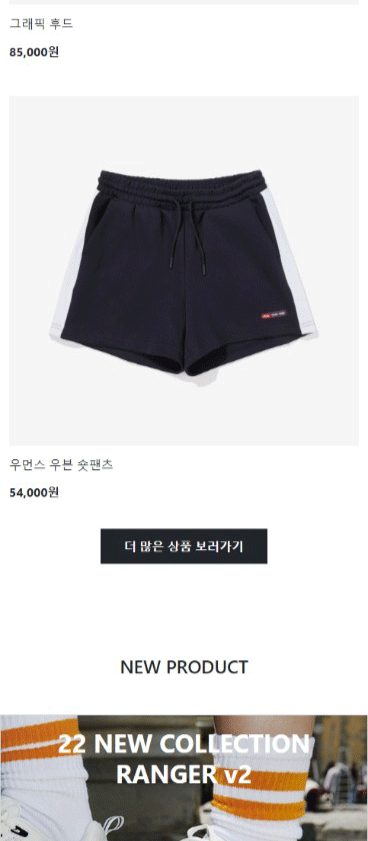 그래픽 후드
85,000원
우먼스 우븐 숏팬츠
54,000원
더 많은 상품 보러가기
NEW PRODUCT
22 NEW COLLECTION
RANGER v2